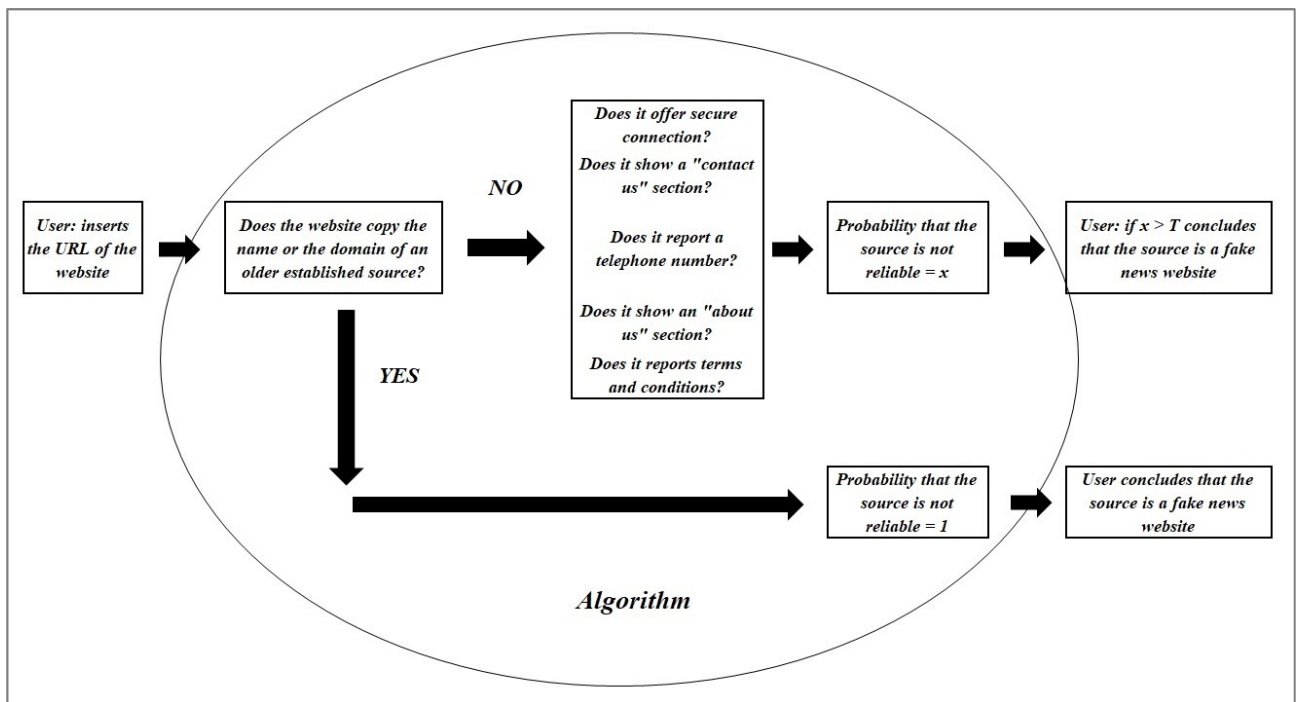 User: inserts
the URL of the
website
Does the website copy the
name or the domain of an
older established source?
NO
YES
Does it offer secure
connection?
Does it show a "contact
us" section?
Does it report a
telephone number?
Does it show an "about
us" section?
Does it reports terms
and conditions?
Probability that the
source is not
reliable = x
User: if x > T concludes
that the source is a fake
news website
Probability that the
source is not
reliable = 1
User concludes that the
source is a fake news
website
Algorithm